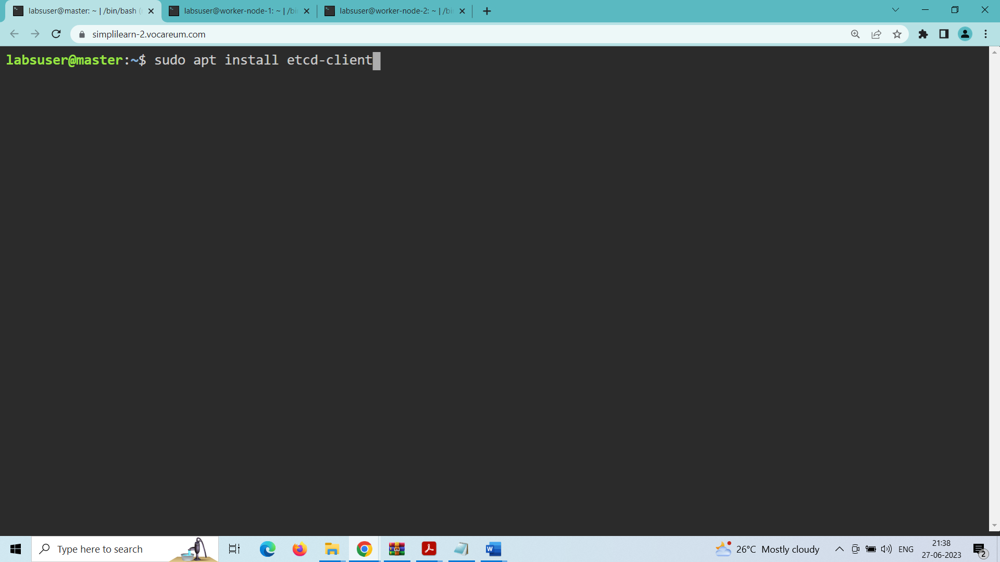 labsuser@master: ~ | /bin/bash (
labsuser@worker-node-1: ~ | /bi
labsuser@worker-node-2: ~ | /bi
simplilearn-2.vocareum.com
labsuser@master:~$ sudo apt install etcd-client
Type here to search
26°C Mostly cloudy
ENG
21:38
27-06-2023
2